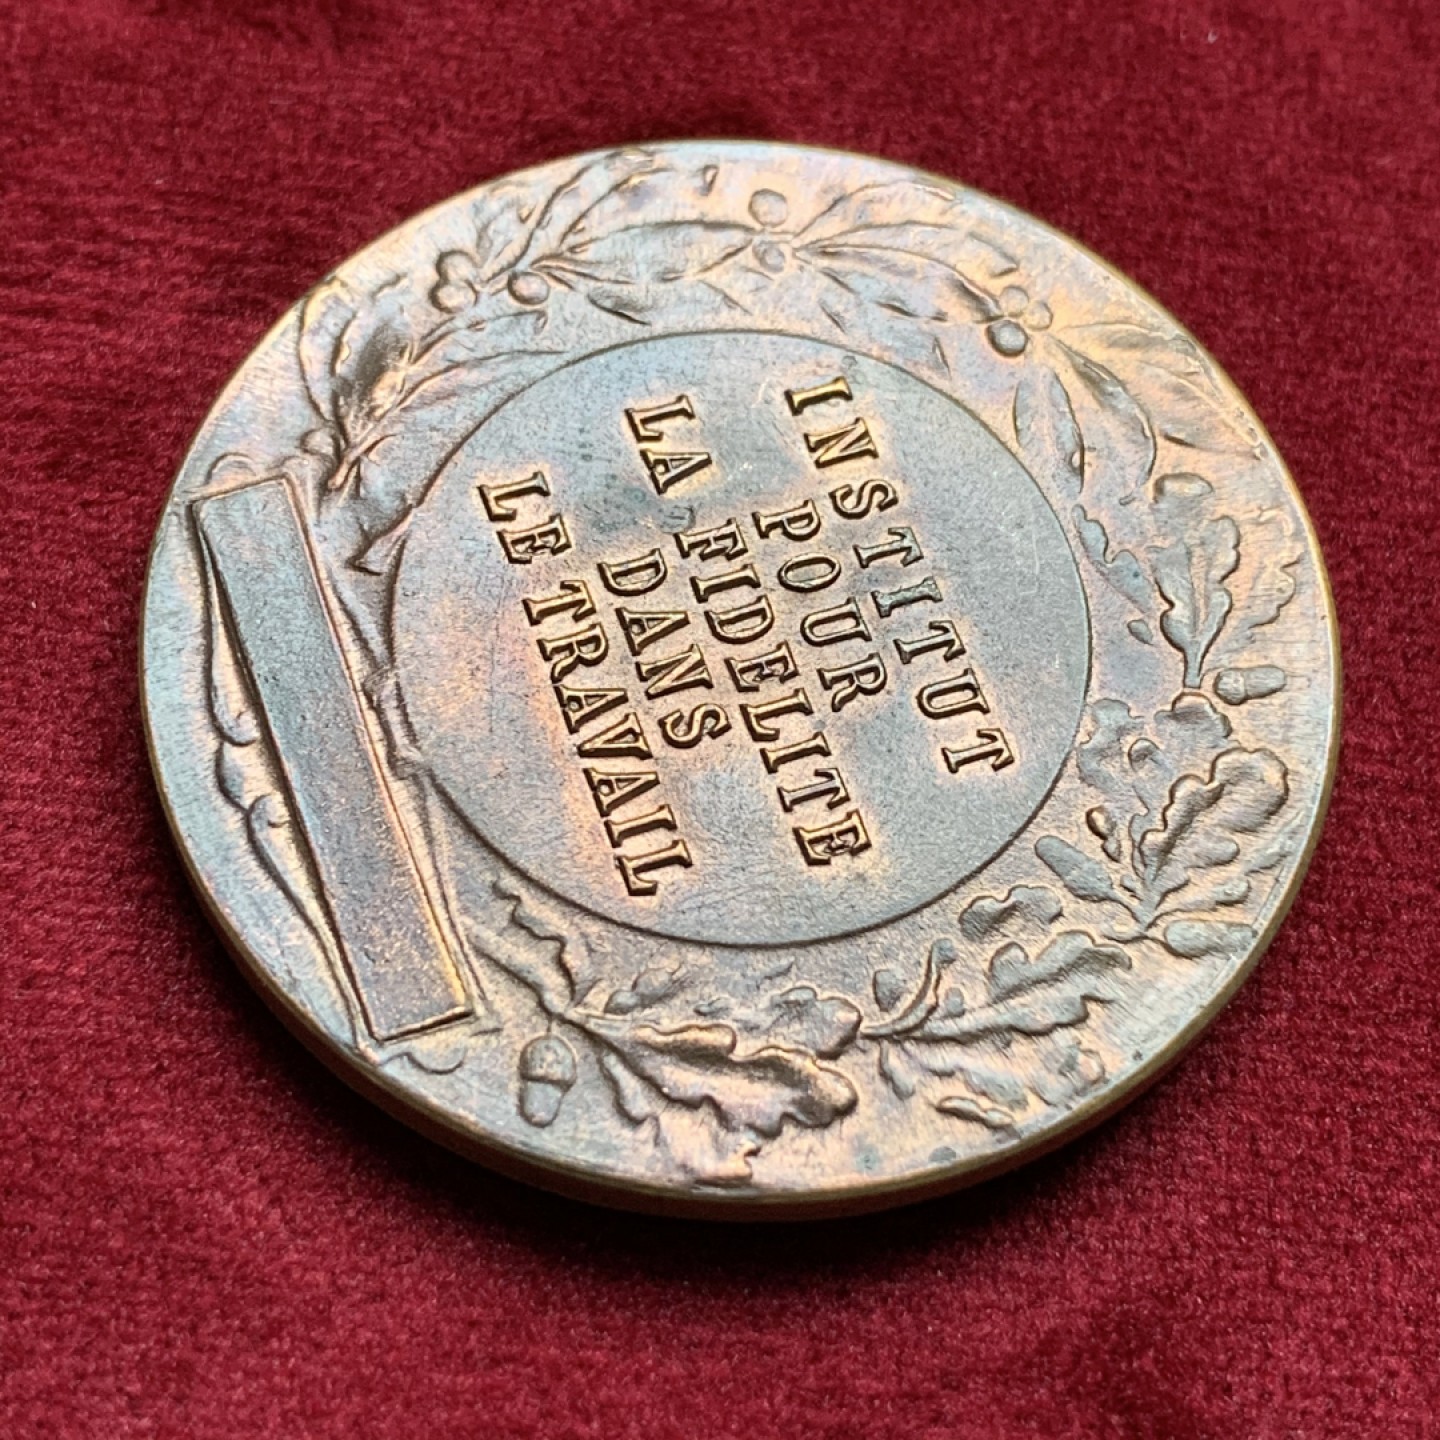 INSTITUT
POUR
LA FIDELITE
DANS
LE TRAVAIL